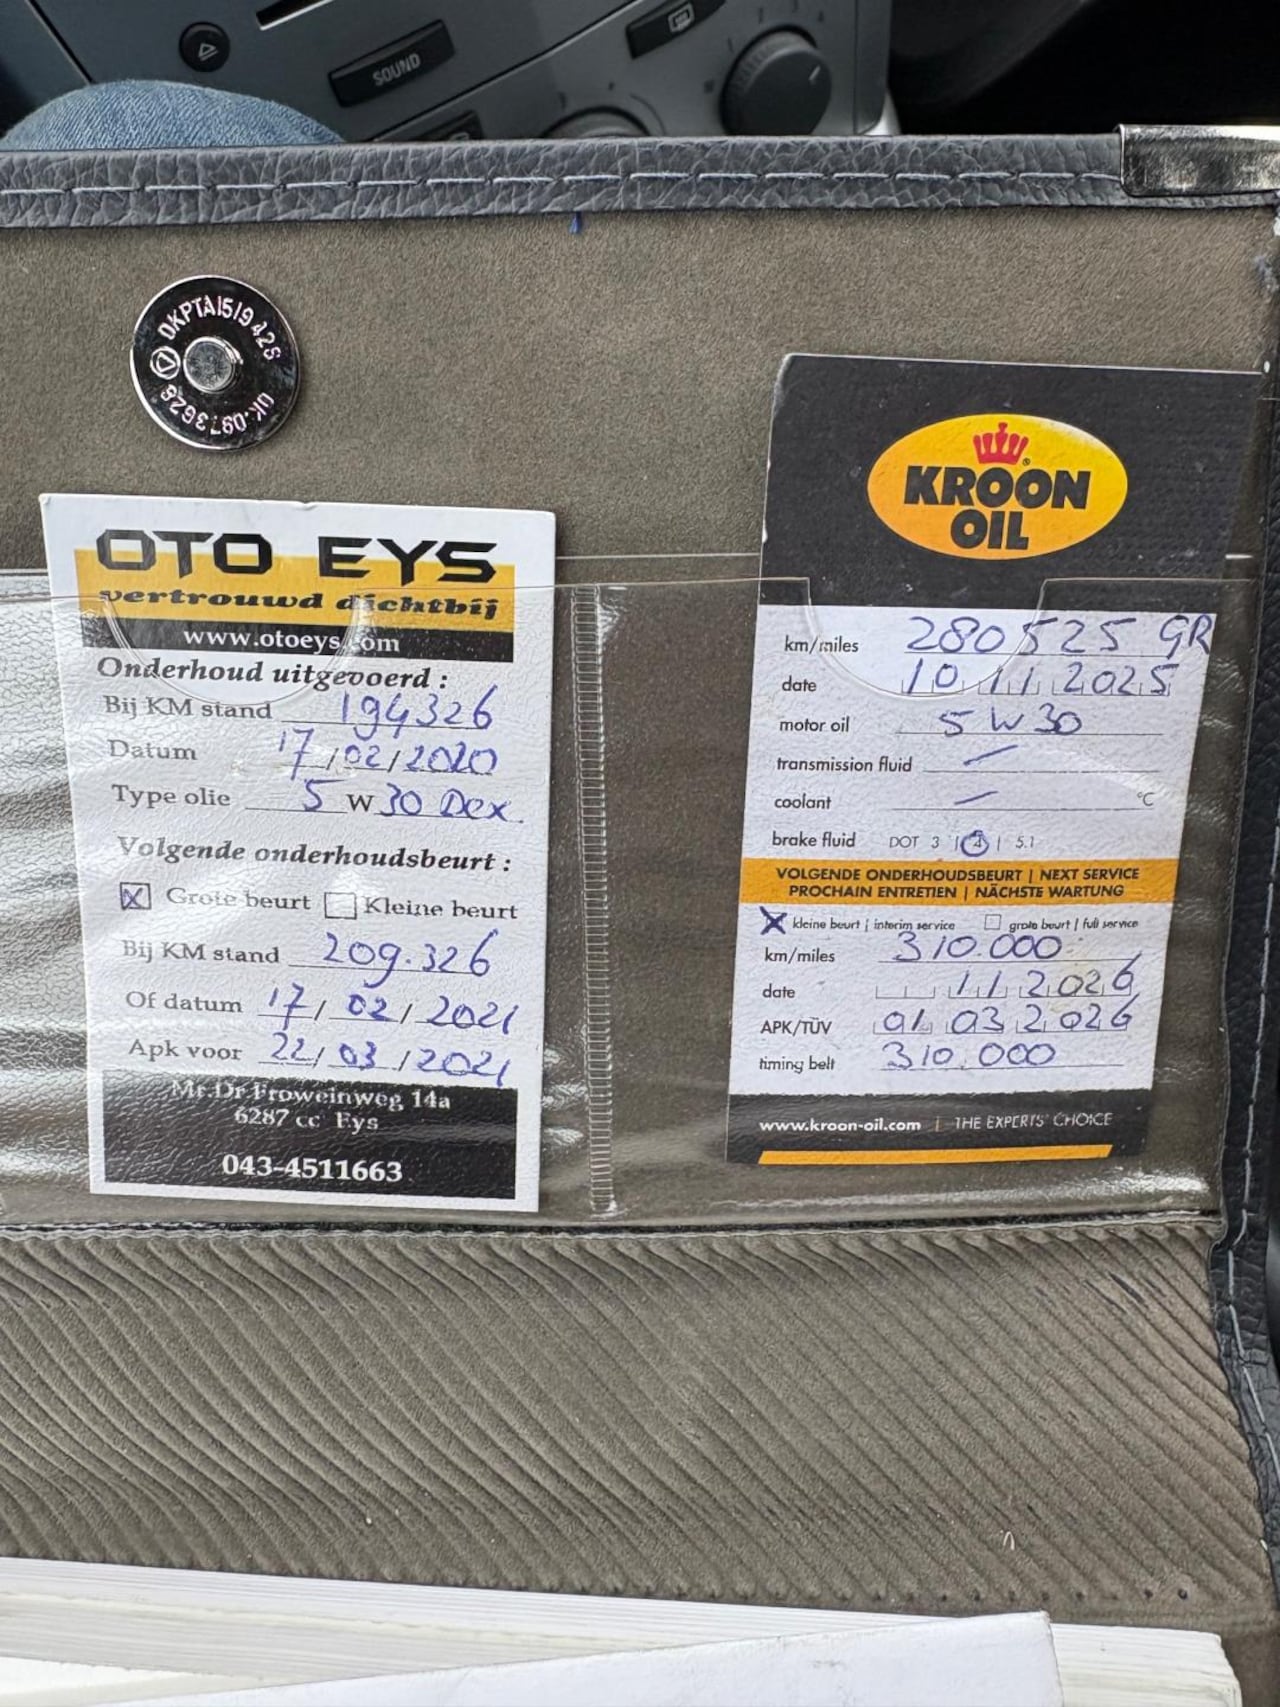 SOUND
DKPTA1519426
OTO EYS
vertrouwd dichtbij
www.otoeys.com
Onderhoud uitgevoerd :
Bij KM stand 194326
Datum 17/02/2020
Type olie 5 W 30 Dex.
Volgende onderhoudsbeurt :
Grote beurt Kleine beurt
Bij KM stand 209.326
Of datum 17/02/2021
Apk voor 22/03/2021
Mr.Dr.Froweinweg 14a
6287 cc Eys
043-4511663
KROON
OIL
km/miles 280525 GR
date 10 11 2025
motor oil 5 W 30
transmission fluid /
coolant / °C
brake fluid DOT 3 | 4 | 5.1
VOLGENDE ONDERHOUDSBEURT | NEXT SERVICE
PROCHAIN ENTRETIEN | NÄCHSTE WARTUNG
kleine beurt | interim service grote beurt | full service
km/miles 310.000
date 11 2026
APK/TÜV 01 03 2026
timing belt 310.000
www.kroon-oil.com | THE EXPERTS' CHOICE